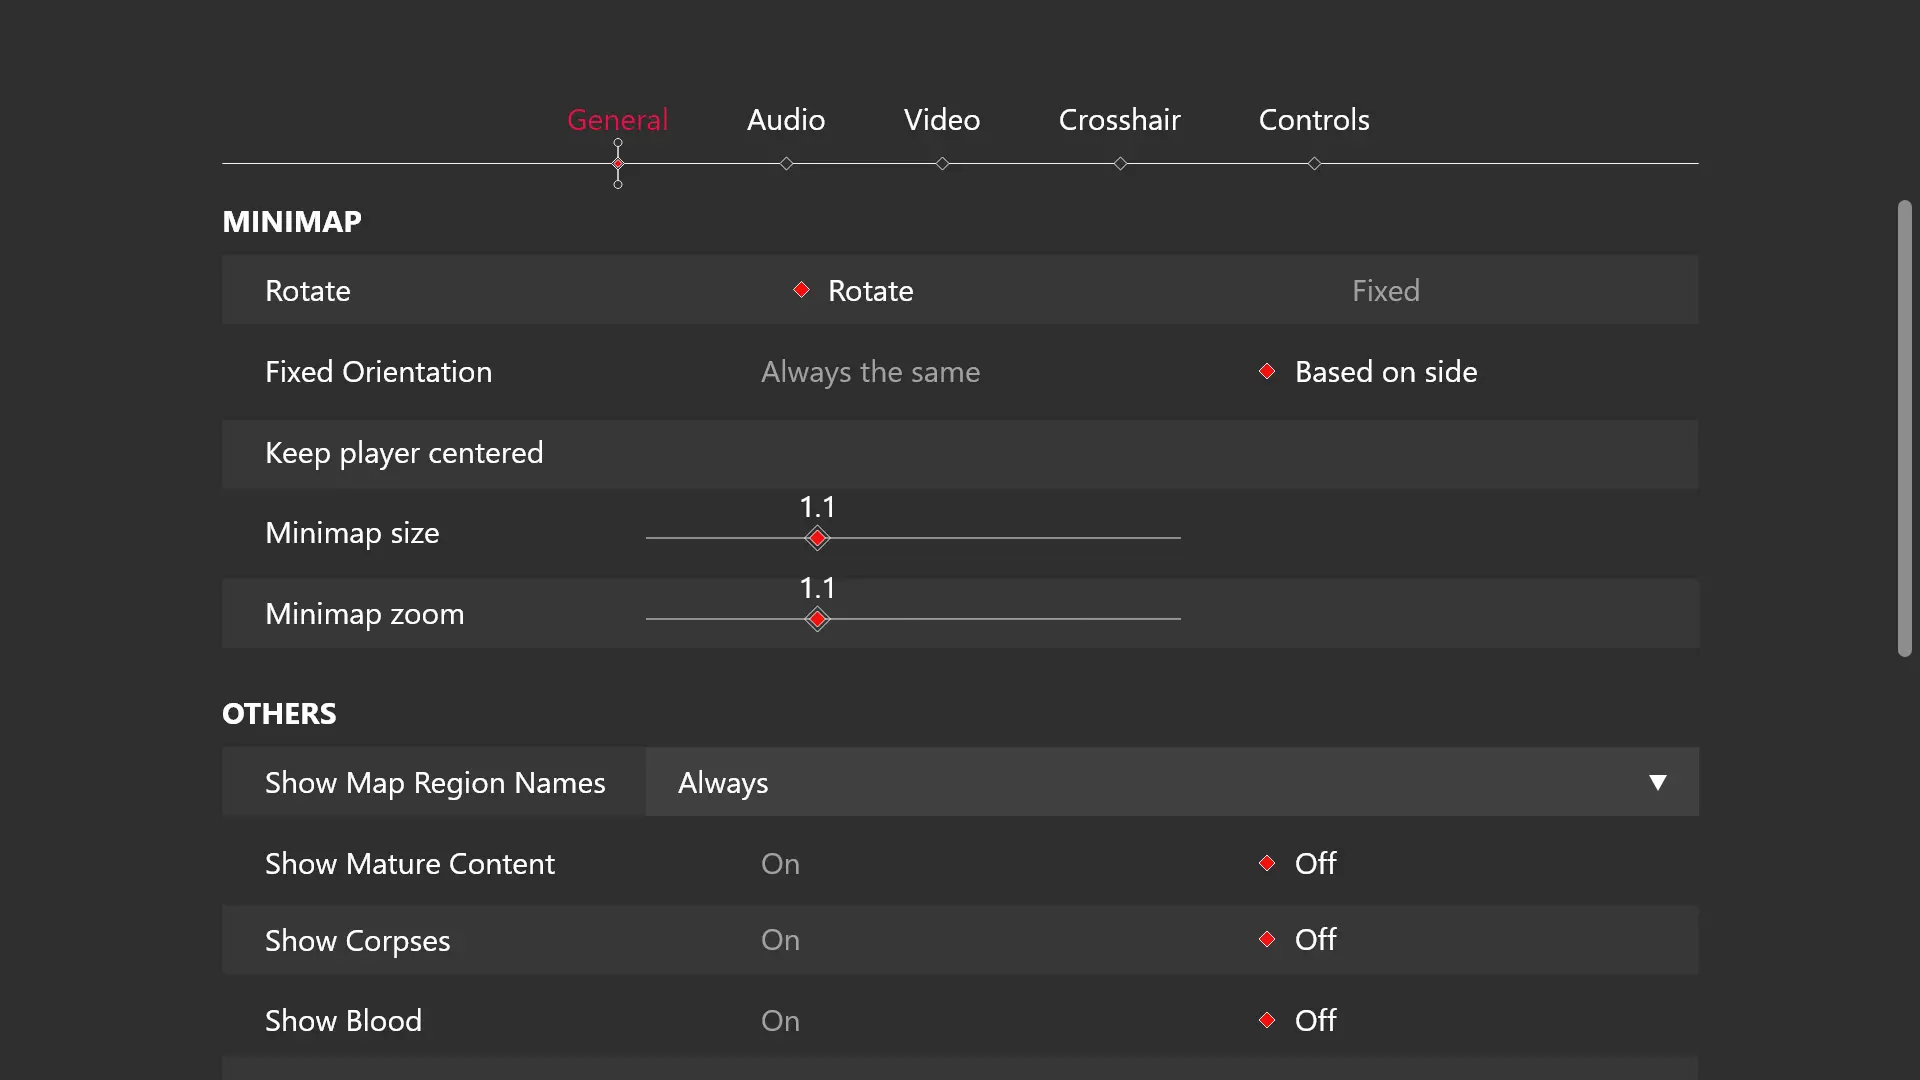 General Audio Video Crosshair Controls
MINIMAP
Rotate Rotate Fixed
Fixed Orientation Always the same Based on side
Keep player centered
1.1
Minimap size
1.1
Minimap zoom
OTHERS
Show Map Region Names Always
Show Mature Content On Off
Show Corpses On Off
Show Blood On Off